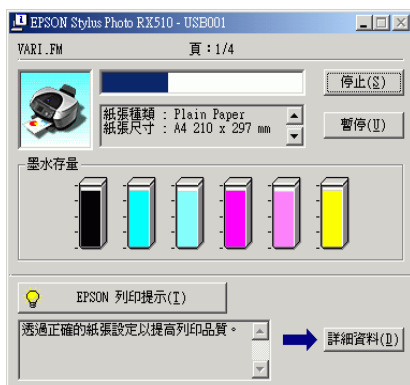 EPSON Stylus Photo RX510 - USB001
VARI.FM 頁：1/4
停止(S)
紙張種類 : Plain Paper
紙張尺寸 : A4 210 x 297 mm
暫停(U)
墨水存量
EPSON 列印提示(T)
透過正確的紙張設定以提高列印品質。
詳細資料(D)